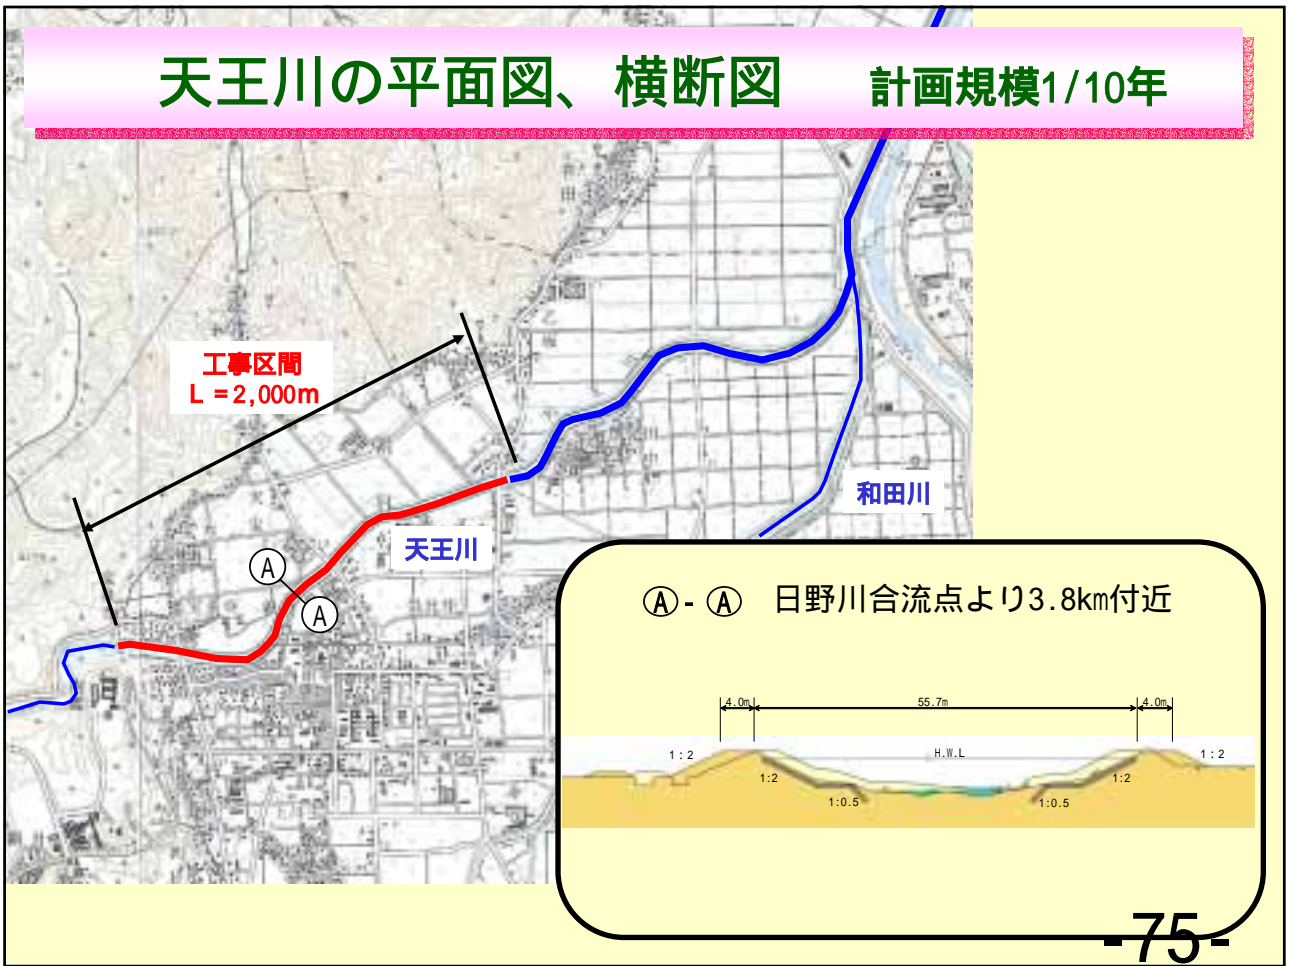 天王川の平面図、横断図 計画規模1/10年
工事区間
L=2,000m
天王川
和田川
A
A
Ⓐ-Ⓐ 日野川合流点より3.8km付近
4.0m 55.7m 4.0m
1:2 H.W.L 1:2
1:2 1:2
1:0.5 1:0.5
-75-